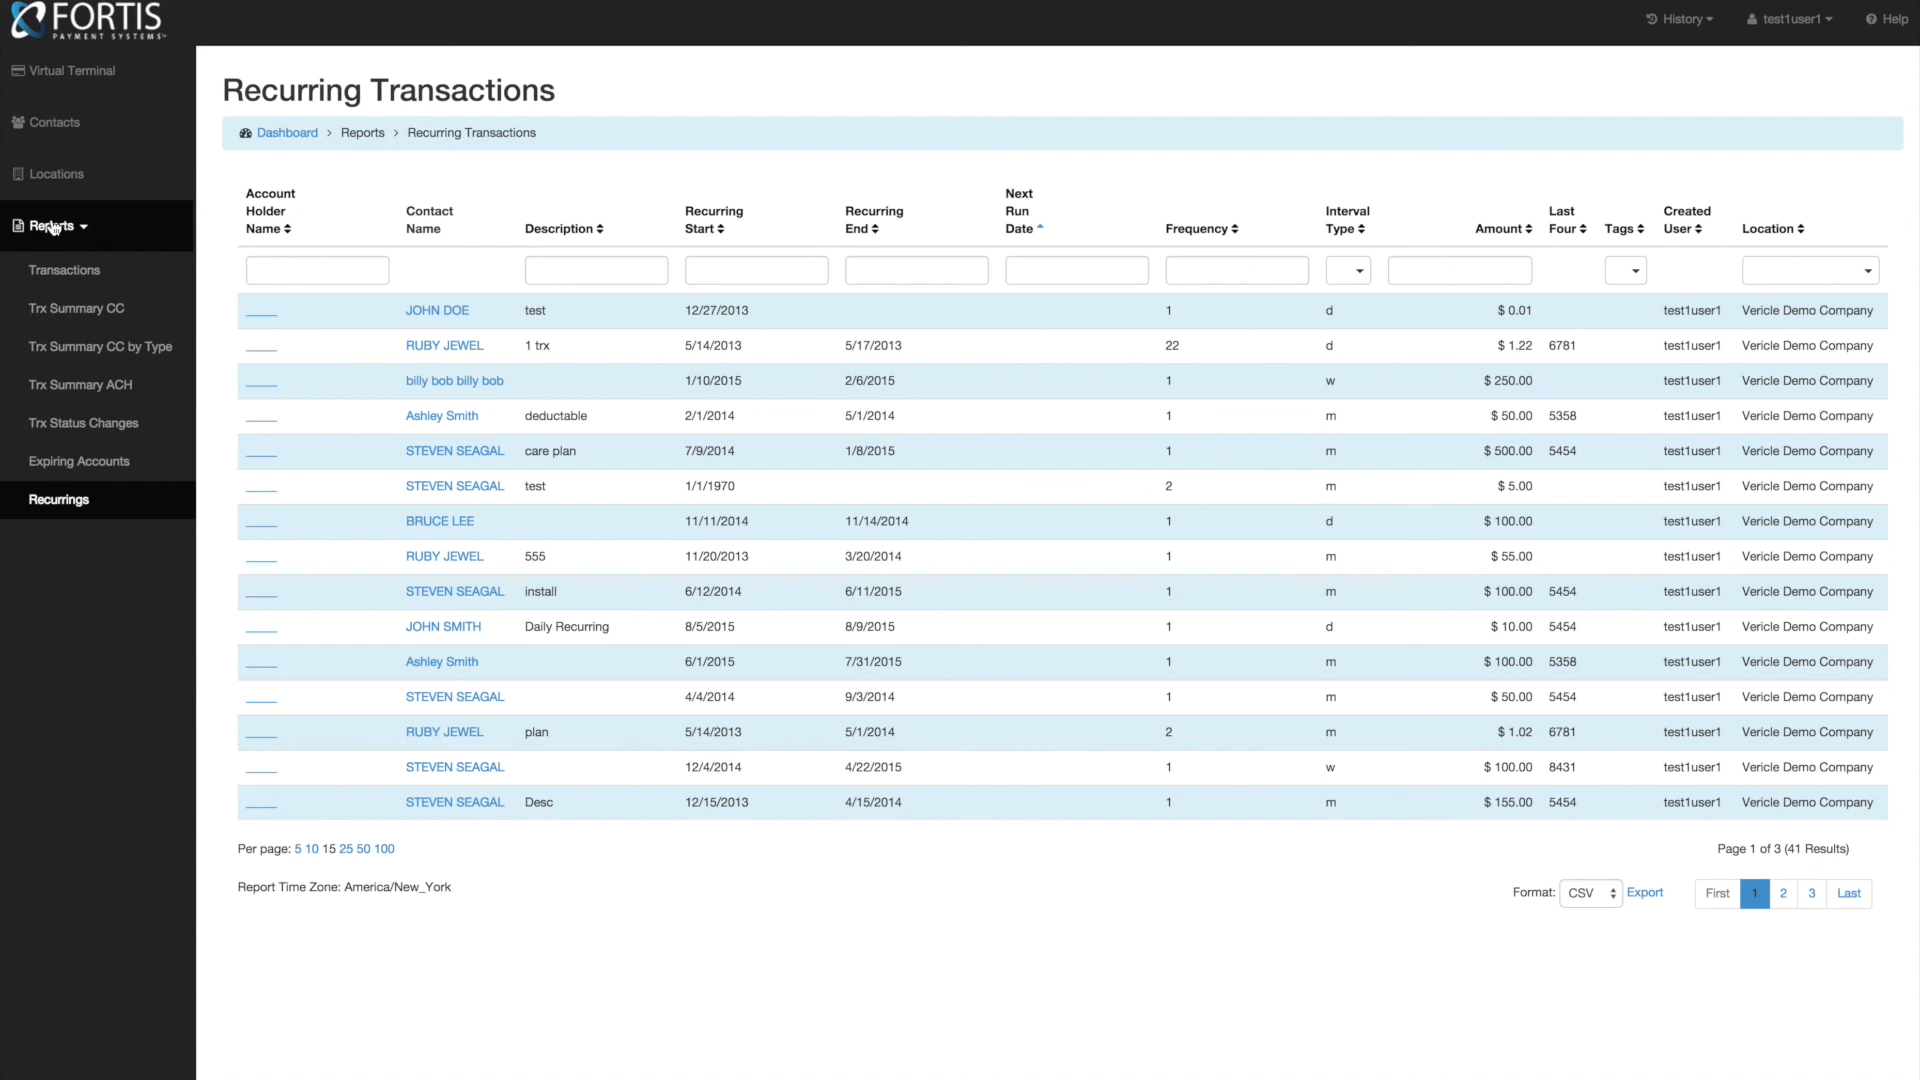 FORTIS
PAYMENT SYSTEMS
History
test1user1
Help
Virtual Terminal
Contacts
Locations
Reports
Transactions
Trx Summary CC
Trx Summary CC by Type
Trx Summary ACH
Trx Status Changes
Expiring Accounts
Recurrings
Recurring Transactions
Dashboard > Reports > Recurring Transactions
Account Holder Name Contact Name Description Recurring Start Recurring End Next Run Date Frequency Interval Type Amount Last Four Tags Created User Location
JOHN DOE test 12/27/2013 1 d $ 0.01 test1user1 Vericle Demo Company
RUBY JEWEL 1 trx 5/14/2013 5/17/2013 22 d $ 1.22 6781 test1user1 Vericle Demo Company
billy bob billy bob 1/10/2015 2/6/2015 1 w $ 250.00 test1user1 Vericle Demo Company
Ashley Smith deductable 2/1/2014 5/1/2014 1 m $ 50.00 5358 test1user1 Vericle Demo Company
STEVEN SEAGAL care plan 7/9/2014 1/8/2015 1 m $ 500.00 5454 test1user1 Vericle Demo Company
STEVEN SEAGAL test 1/1/1970 2 m $ 5.00 test1user1 Vericle Demo Company
BRUCE LEE 11/11/2014 11/14/2014 1 d $ 100.00 test1user1 Vericle Demo Company
RUBY JEWEL 555 11/20/2013 3/20/2014 1 m $ 55.00 test1user1 Vericle Demo Company
STEVEN SEAGAL install 6/12/2014 6/11/2015 1 m $ 100.00 5454 test1user1 Vericle Demo Company
JOHN SMITH Daily Recurring 8/5/2015 8/9/2015 1 d $ 10.00 5454 test1user1 Vericle Demo Company
Ashley Smith 6/1/2015 7/31/2015 1 m $ 100.00 5358 test1user1 Vericle Demo Company
STEVEN SEAGAL 4/4/2014 9/3/2014 1 m $ 50.00 5454 test1user1 Vericle Demo Company
RUBY JEWEL plan 5/14/2013 5/1/2014 2 m $ 1.02 6781 test1user1 Vericle Demo Company
STEVEN SEAGAL 12/4/2014 4/22/2015 1 w $ 100.00 8431 test1user1 Vericle Demo Company
STEVEN SEAGAL Desc 12/15/2013 4/15/2014 1 m $ 155.00 5454 test1user1 Vericle Demo Company
Per page: 5 10 15 25 50 100
Page 1 of 3 (41 Results)
Report Time Zone: America/New_York
Format: CSV Export
First 1 2 3 Last